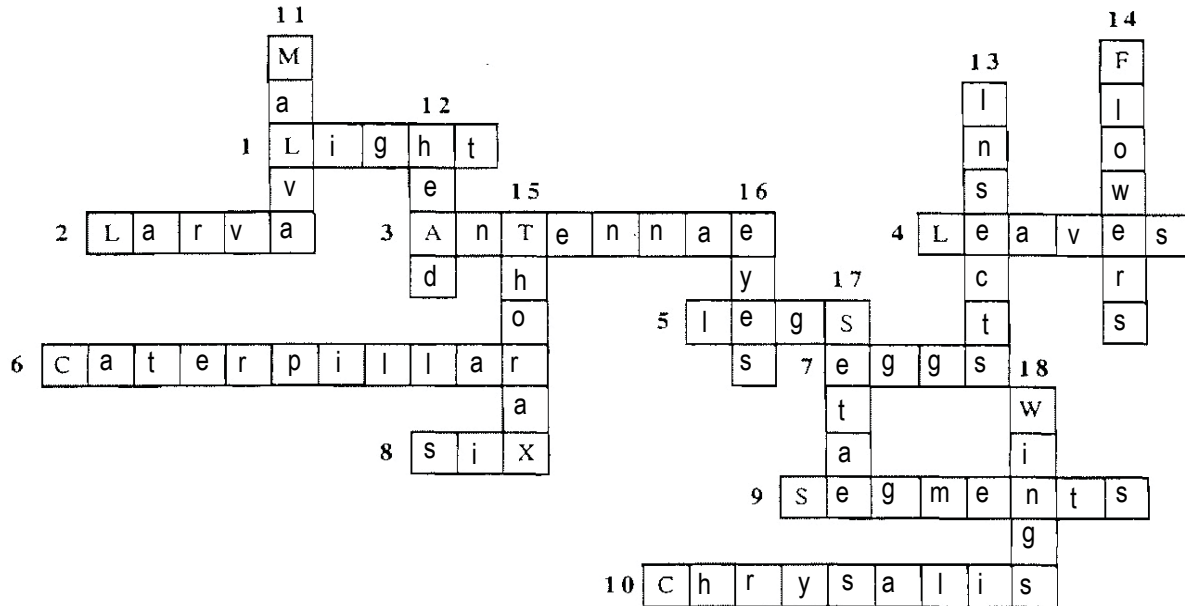 11 14
M 13 F
a 12 I l
1 L i g h t n o
v e 15 16 s w
2 L a r v a 3 A n T e n n a e 4 L e a v e s
d h y 17 c r
o 5 l e g S t s
6 C a t e r p i l l a r s 7 e g g s 18
a t W
8 s i X a i
9 S e g m e n t s
g
10 C h r y s a l i s